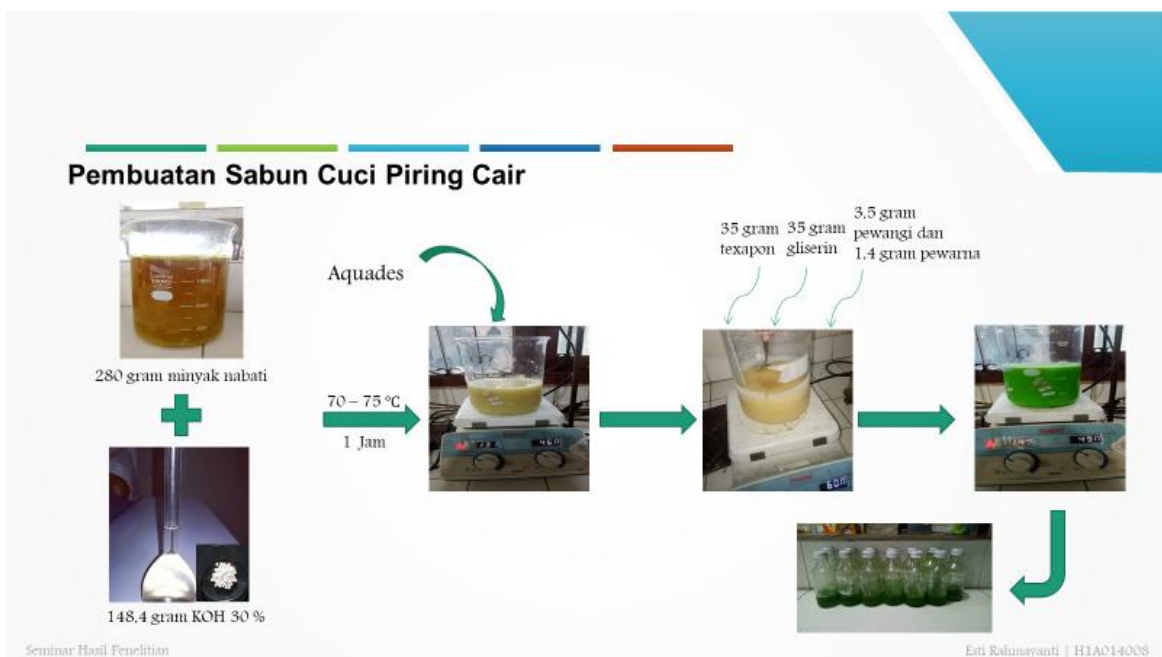 Pembuatan Sabun Cuci Piring Cair
280 gram minyak nabati
148,4 gram KOH 30 %
70 – 75 °C
1 Jam
Aquades
35 gram
texapon
35 gram
gliserin
3,5 gram
pewangi dan
1,4 gram pewarna
Seminar Hasil Penelitian
Esti Rahmayanti | H1A014008